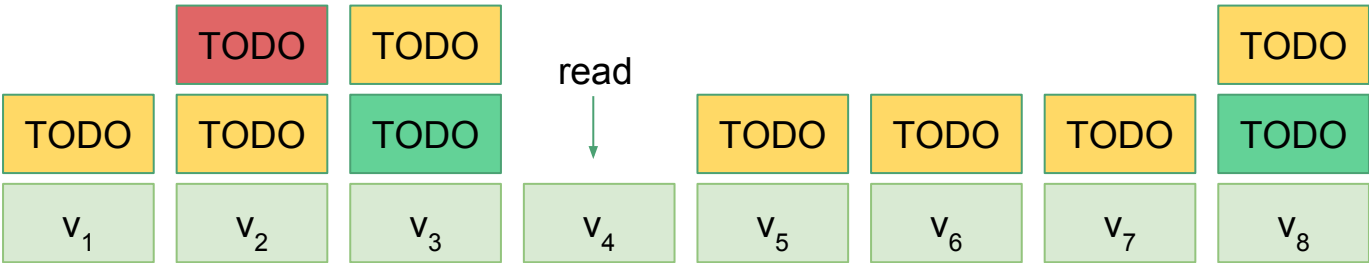 TODO TODO TODO
read
TODO TODO TODO TODO TODO TODO TODO
v₁ v₂ v₃ v₄ v₅ v₆ v₇ v₈